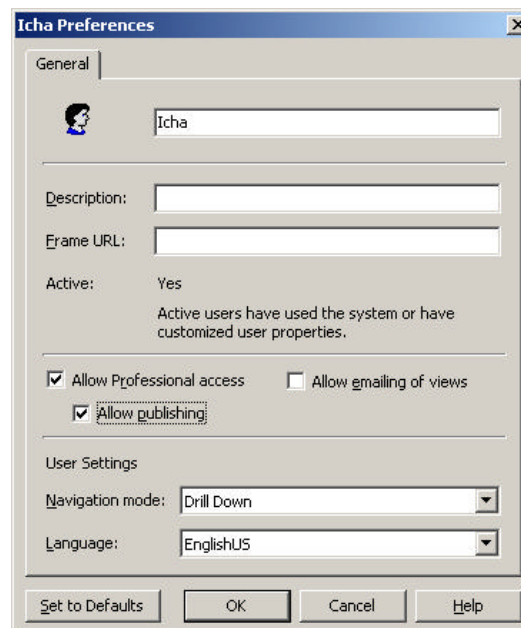 Icha Preferences
General
Icha
Description:
Frame URL:
Active: Yes
Active users have used the system or have
customized user properties.
Allow Professional access Allow emailing of views
Allow publishing
User Settings
Navigation mode: Drill Down
Language: EnglishUS
Set to Defaults OK Cancel Help